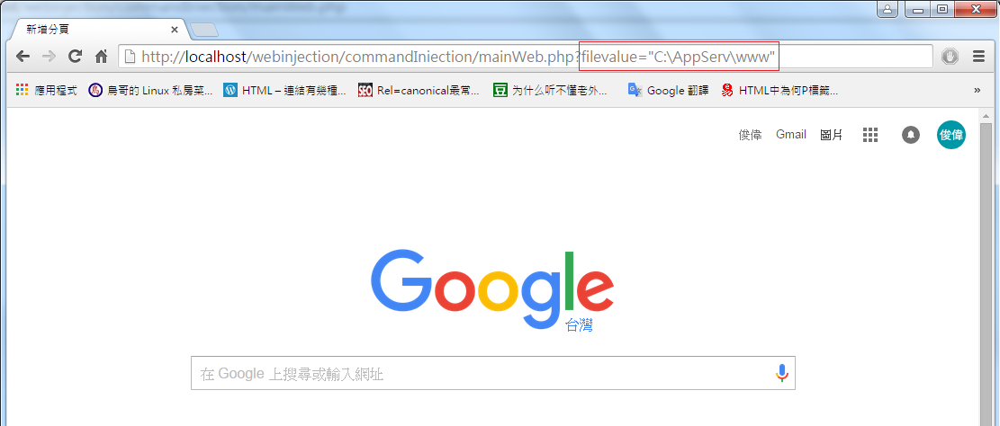 新增分頁
http://localhost/webinjection/commandIniection/mainWeb.php?filevalue="C:\AppServ\www"
應用程式 鳥哥的 Linux 私房菜... HTML – 連結有幾種... SEO Rel=canonical最常... 为什么听不懂老外... Google 翻譯 HTML中為何P標籤... »
俊偉 Gmail 圖片 俊偉
Google
台灣
在 Google 上搜尋或輸入網址